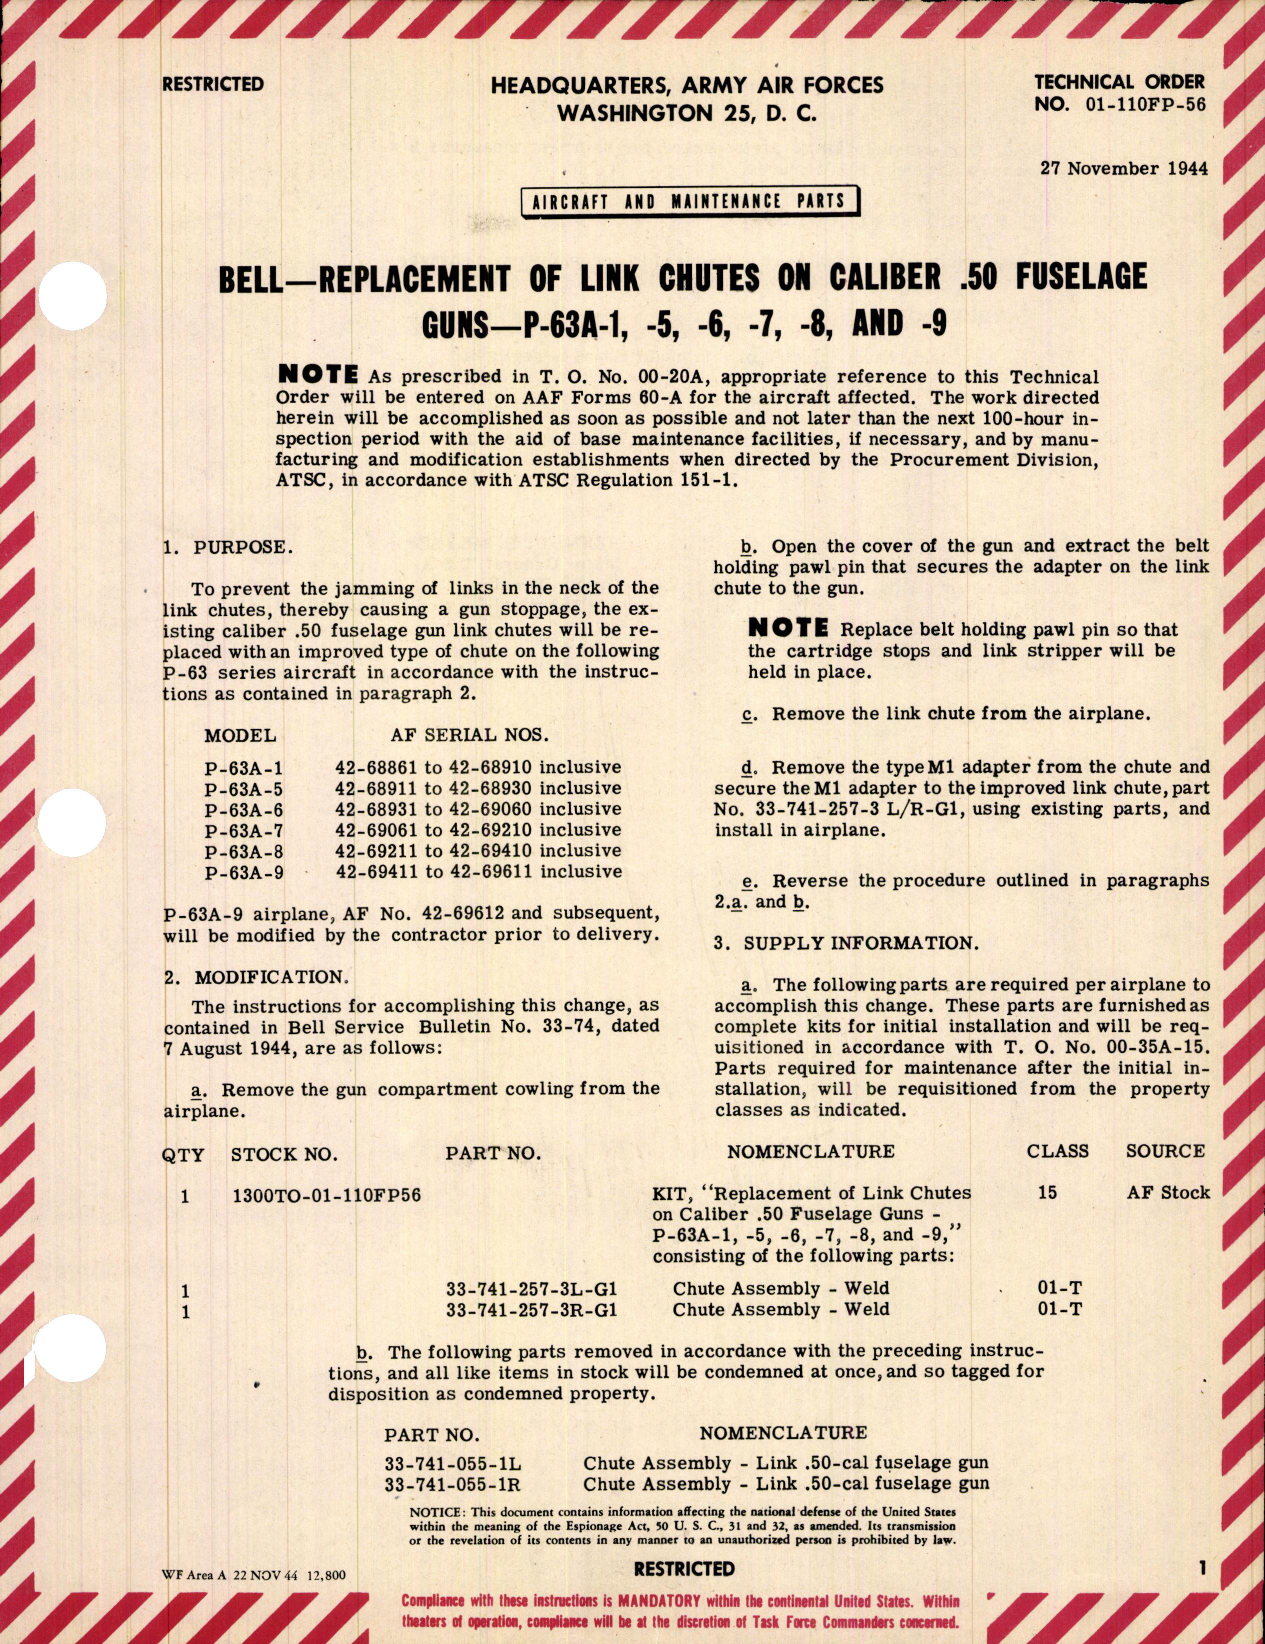 RESTRICTED
HEADQUARTERS, ARMY AIR FORCES
WASHINGTON 25, D. C.
TECHNICAL ORDER
NO. 01-110FP-56
27 November 1944
AIRCRAFT AND MAINTENANCE PARTS
BELL—REPLACEMENT OF LINK CHUTES ON CALIBER .50 FUSELAGE
GUNS—P-63A-1, -5, -6, -7, -8, AND -9
NOTE As prescribed in T. O. No. 00-20A, appropriate reference to this Technical
Order will be entered on AAF Forms 60-A for the aircraft affected. The work directed
herein will be accomplished as soon as possible and not later than the next 100-hour in-
spection period with the aid of base maintenance facilities, if necessary, and by manu-
facturing and modification establishments when directed by the Procurement Division,
ATSC, in accordance with ATSC Regulation 151-1.
1. PURPOSE.
To prevent the jamming of links in the neck of the
link chutes, thereby causing a gun stoppage, the ex-
isting caliber .50 fuselage gun link chutes will be re-
placed with an improved type of chute on the following
P-63 series aircraft in accordance with the instruc-
tions as contained in paragraph 2.
MODEL AF SERIAL NOS.
P-63A-1 42-68861 to 42-68910 inclusive
P-63A-5 42-68911 to 42-68930 inclusive
P-63A-6 42-68931 to 42-69060 inclusive
P-63A-7 42-69061 to 42-69210 inclusive
P-63A-8 42-69211 to 42-69410 inclusive
P-63A-9 42-69411 to 42-69611 inclusive
P-63A-9 airplane, AF No. 42-69612 and subsequent,
will be modified by the contractor prior to delivery.
2. MODIFICATION.
The instructions for accomplishing this change, as
contained in Bell Service Bulletin No. 33-74, dated
7 August 1944, are as follows:
a. Remove the gun compartment cowling from the
airplane.
b. Open the cover of the gun and extract the belt
holding pawl pin that secures the adapter on the link
chute to the gun.
NOTE Replace belt holding pawl pin so that
the cartridge stops and link stripper will be
held in place.
c. Remove the link chute from the airplane.
d. Remove the type M1 adapter from the chute and
secure the M1 adapter to the improved link chute, part
No. 33-741-257-3 L/R-G1, using existing parts, and
install in airplane.
e. Reverse the procedure outlined in paragraphs
2.a. and b.
3. SUPPLY INFORMATION.
a. The following parts are required per airplane to
accomplish this change. These parts are furnished as
complete kits for initial installation and will be req-
uisitioned in accordance with T. O. No. 00-35A-15.
Parts required for maintenance after the initial in-
stallation, will be requisitioned from the property
classes as indicated.
QTY STOCK NO. PART NO. NOMENCLATURE CLASS SOURCE
1 1300TO-01-110FP56 KIT, "Replacement of Link Chutes 15 AF Stock
on Caliber .50 Fuselage Guns -
P-63A-1, -5, -6, -7, -8, and -9,"
consisting of the following parts:
1 33-741-257-3L-G1 Chute Assembly - Weld 01-T
1 33-741-257-3R-G1 Chute Assembly - Weld 01-T
b. The following parts removed in accordance with the preceding instruc-
tions, and all like items in stock will be condemned at once, and so tagged for
disposition as condemned property.
PART NO. NOMENCLATURE
33-741-055-1L Chute Assembly - Link .50-cal fuselage gun
33-741-055-1R Chute Assembly - Link .50-cal fuselage gun
NOTICE: This document contains information affecting the national defense of the United States
within the meaning of the Espionage Act, 50 U. S. C., 31 and 32, as amended. Its transmission
or the revelation of its contents in any manner to an unauthorized person is prohibited by law.
WF Area A 22 NOV 44 12,800
RESTRICTED
1
Compliance with these instructions is MANDATORY within the continental United States. Within
theaters of operation, compliance will be at the discretion of Task Force Commanders concerned.